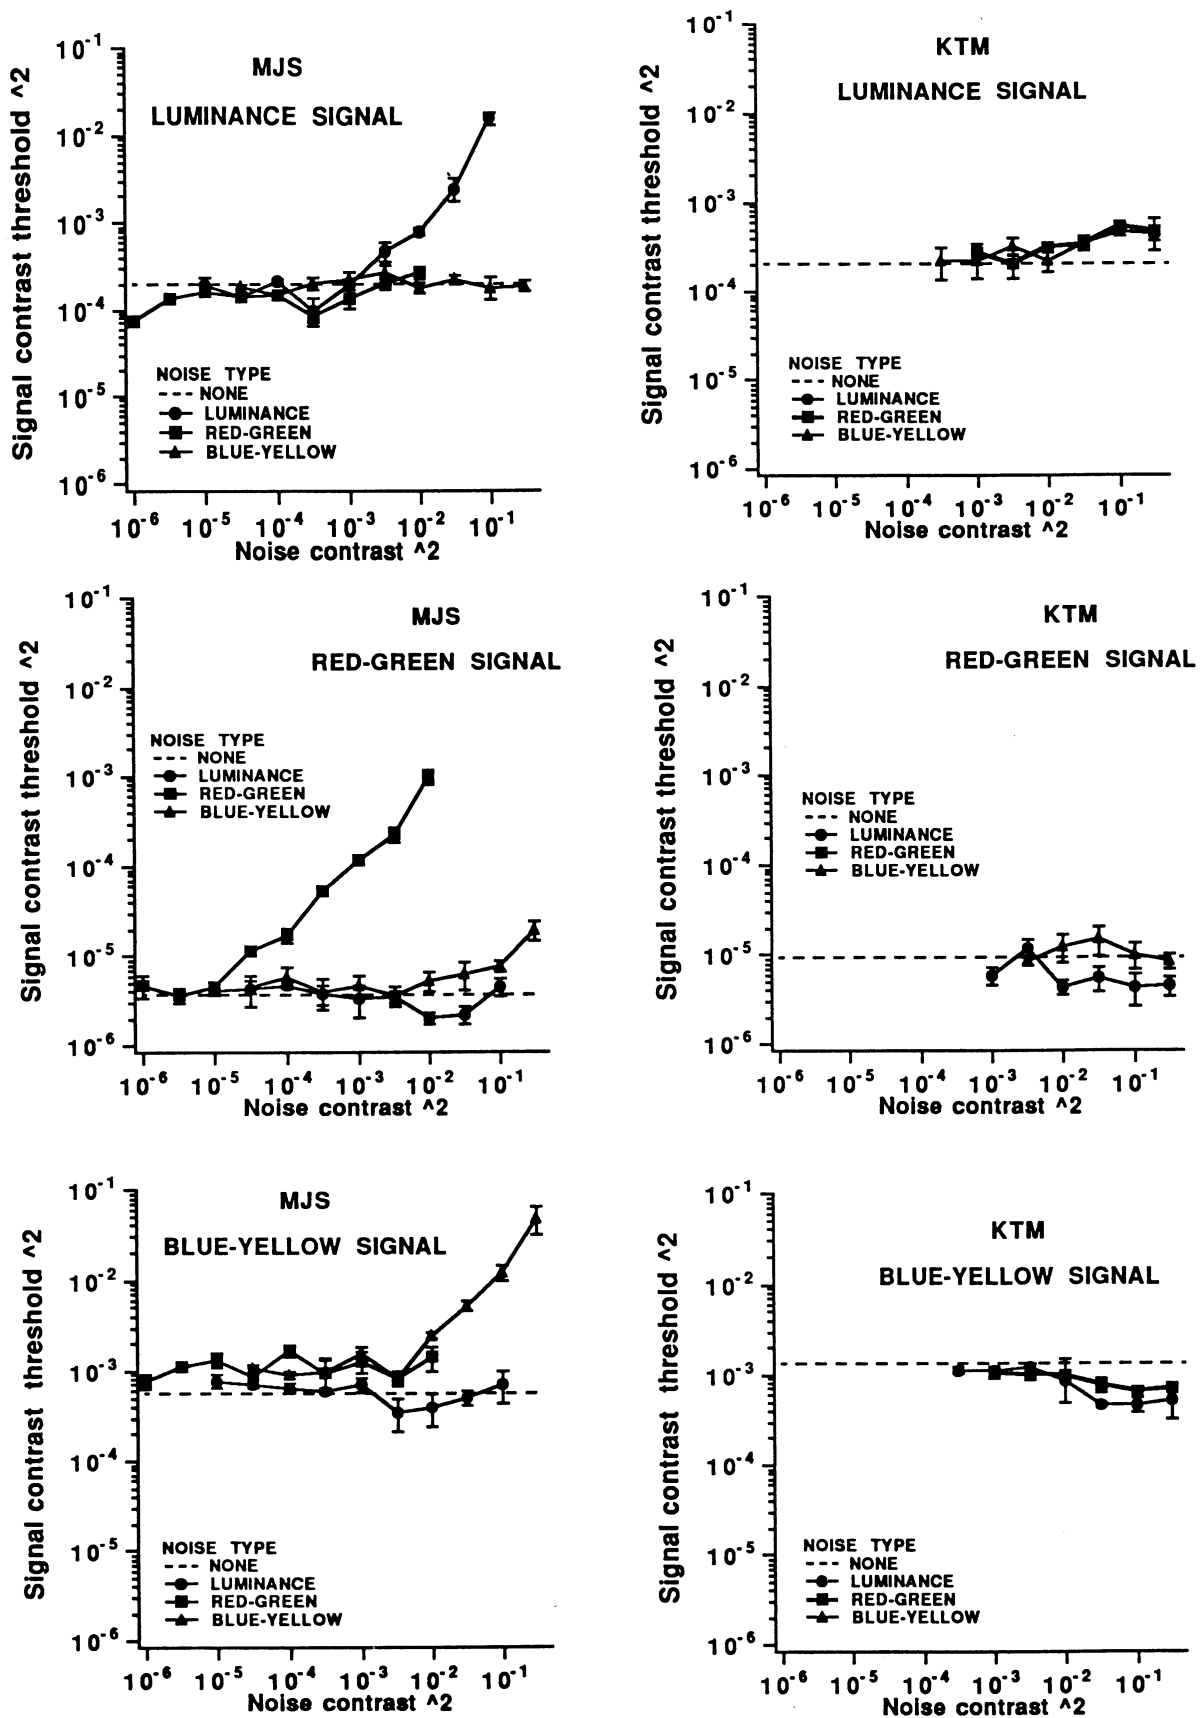 MJS
LUMINANCE SIGNAL
Signal contrast threshold ^2
10^-1
10^-2
10^-3
10^-4
10^-5
10^-6
NOISE TYPE
NONE
LUMINANCE
RED-GREEN
BLUE-YELLOW
10^-6 10^-5 10^-4 10^-3 10^-2 10^-1
Noise contrast ^2
KTM
LUMINANCE SIGNAL
Signal contrast threshold ^2
10^-1
10^-2
10^-3
10^-4
10^-5
10^-6
NOISE TYPE
NONE
LUMINANCE
RED-GREEN
BLUE-YELLOW
10^-6 10^-5 10^-4 10^-3 10^-2 10^-1
Noise contrast ^2
MJS
RED-GREEN SIGNAL
Signal contrast threshold ^2
10^-1
10^-2
10^-3
10^-4
10^-5
10^-6
NOISE TYPE
NONE
LUMINANCE
RED-GREEN
BLUE-YELLOW
10^-6 10^-5 10^-4 10^-3 10^-2 10^-1
Noise contrast ^2
KTM
RED-GREEN SIGNAL
Signal contrast threshold ^2
10^-1
10^-2
10^-3
10^-4
10^-5
10^-6
NOISE TYPE
NONE
LUMINANCE
RED-GREEN
BLUE-YELLOW
10^-6 10^-5 10^-4 10^-3 10^-2 10^-1
Noise contrast ^2
MJS
BLUE-YELLOW SIGNAL
Signal contrast threshold ^2
10^-1
10^-2
10^-3
10^-4
10^-5
10^-6
NOISE TYPE
NONE
LUMINANCE
RED-GREEN
BLUE-YELLOW
10^-6 10^-5 10^-4 10^-3 10^-2 10^-1
Noise contrast ^2
KTM
BLUE-YELLOW SIGNAL
Signal contrast threshold ^2
10^-1
10^-2
10^-3
10^-4
10^-5
10^-6
NOISE TYPE
NONE
LUMINANCE
RED-GREEN
BLUE-YELLOW
10^-6 10^-5 10^-4 10^-3 10^-2 10^-1
Noise contrast ^2